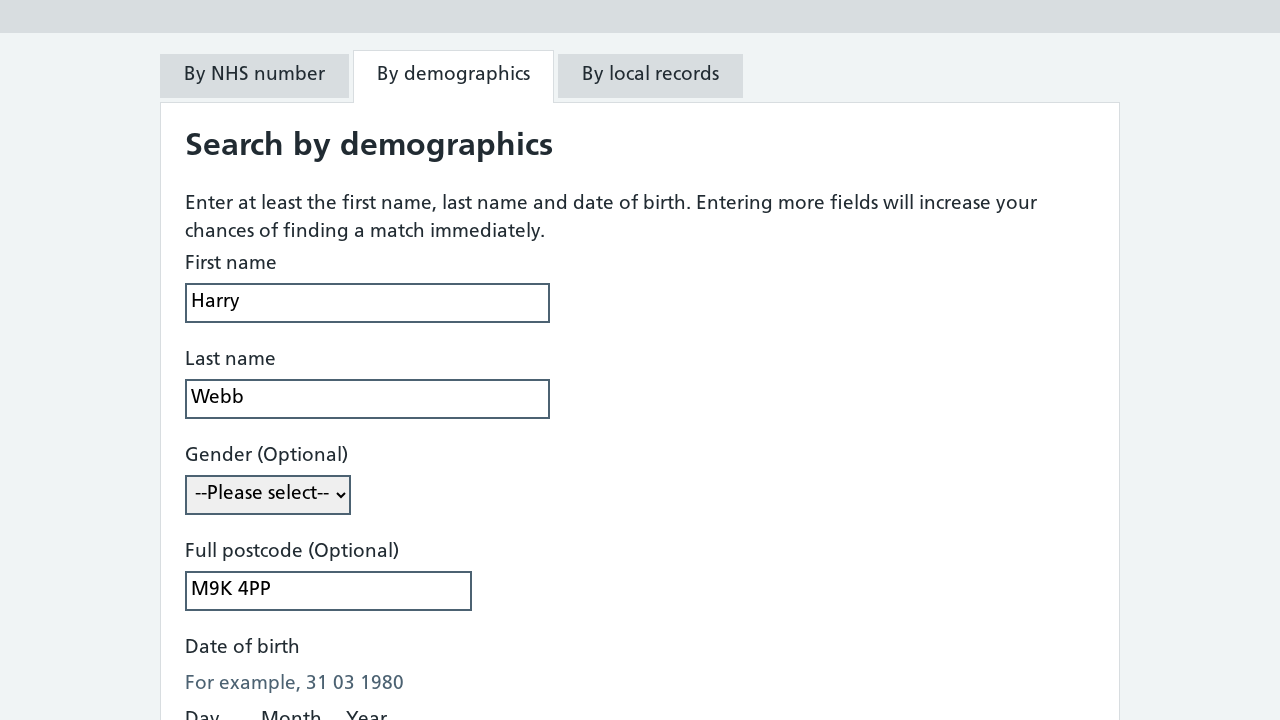 By NHS number
By demographics
By local records
Search by demographics
Enter at least the first name, last name and date of birth. Entering more fields will increase your
chances of finding a match immediately.
First name
Harry
Last name
Webb
Gender (Optional)
--Please select--
Full postcode (Optional)
M9K 4PP
Date of birth
For example, 31 03 1980
Day Month Year